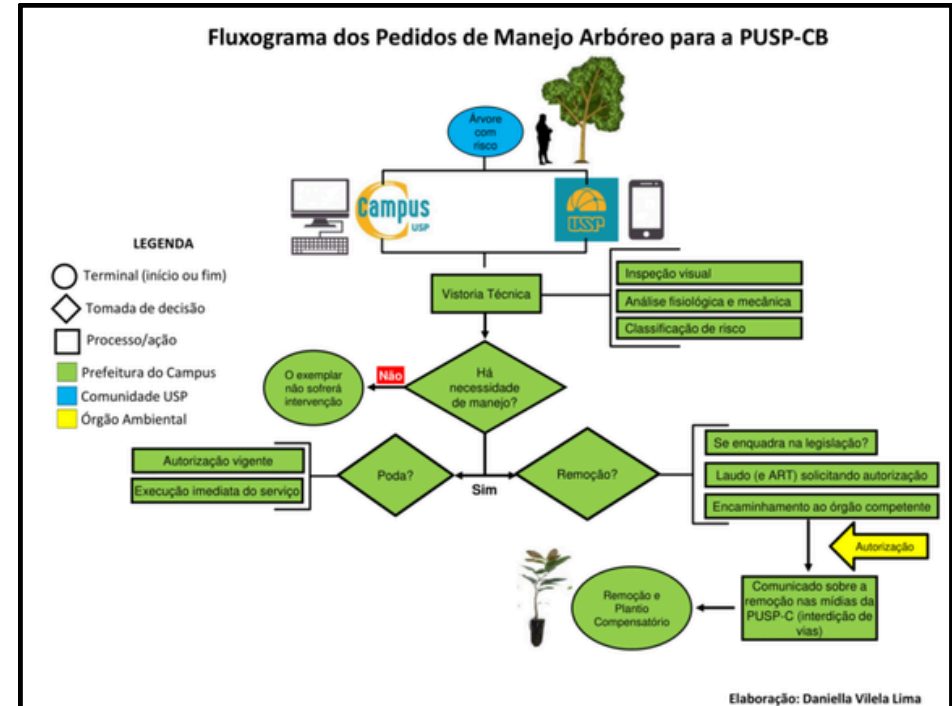 Fluxograma dos Pedidos de Manejo Arbóreo para a PUSP-CB
Árvore
com
risco
Campus
USP
USP
LEGENDA
Terminal (início ou fim)
Tomada de decisão
Processo/ação
Prefeitura do Campus
Comunidade USP
Órgão Ambiental
Vistoria Técnica
Inspeção visual
Análise fisiológica e mecânica
Classificação de risco
Há
necessidade
de manejo?
Não
O exemplar
não sofrerá
intervenção
Sim
Poda?
Autorização vigente
Execução imediata do serviço
Remoção?
Se enquadra na legislação?
Laudo (e ART) solicitando autorização
Encaminhamento ao órgão competente
Autorização
Comunicado sobre a
remoção nas mídias da
PUSP-C (interdição de
vias)
Remoção e
Plantio
Compensatório
Elaboração: Daniella Vilela Lima